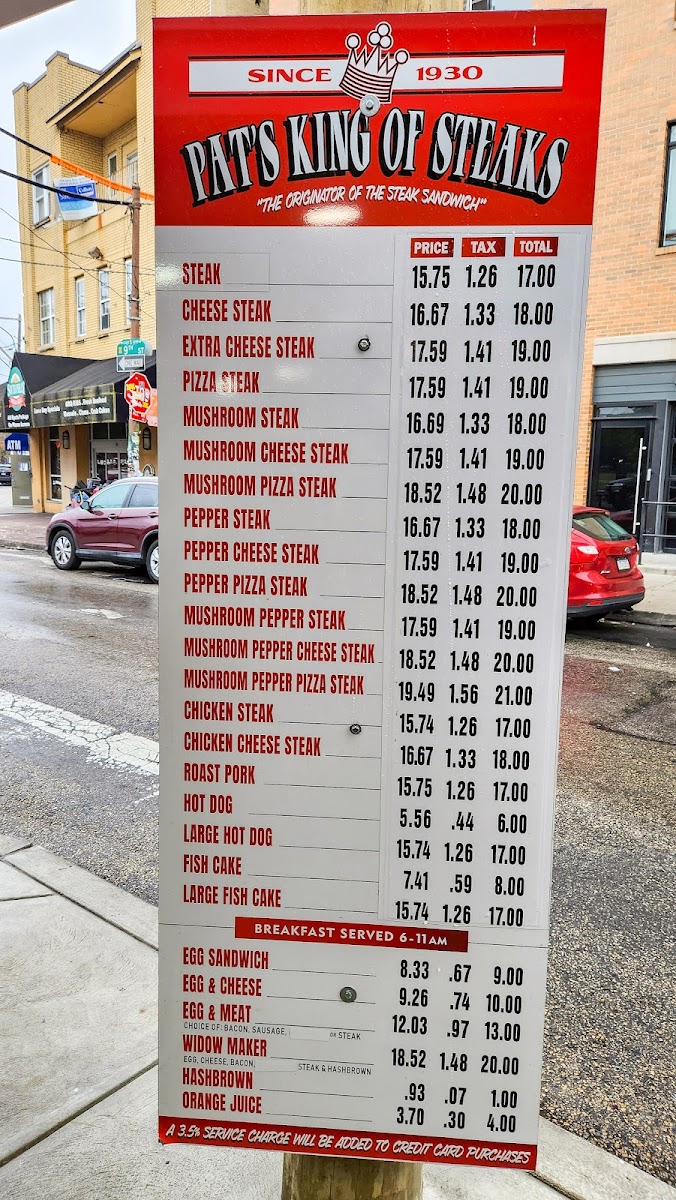 SINCE 1930
PAT'S KING OF STEAKS
"THE ORIGINATOR OF THE STEAK SANDWICH"
PRICE TAX TOTAL
STEAK 15.75 1.26 17.00
CHEESE STEAK 16.67 1.33 18.00
EXTRA CHEESE STEAK 17.59 1.41 19.00
PIZZA STEAK 17.59 1.41 19.00
MUSHROOM STEAK 16.69 1.33 18.00
MUSHROOM CHEESE STEAK 17.59 1.41 19.00
MUSHROOM PIZZA STEAK 18.52 1.48 20.00
PEPPER STEAK 16.67 1.33 18.00
PEPPER CHEESE STEAK 17.59 1.41 19.00
PEPPER PIZZA STEAK 18.52 1.48 20.00
MUSHROOM PEPPER STEAK 17.59 1.41 19.00
MUSHROOM PEPPER CHEESE STEAK 18.52 1.48 20.00
MUSHROOM PEPPER PIZZA STEAK 19.49 1.56 21.00
CHICKEN STEAK 15.74 1.26 17.00
CHICKEN CHEESE STEAK 16.67 1.33 18.00
ROAST PORK 15.75 1.26 17.00
HOT DOG 5.56 .44 6.00
LARGE HOT DOG 15.74 1.26 17.00
FISH CAKE 7.41 .59 8.00
LARGE FISH CAKE 15.74 1.26 17.00
BREAKFAST SERVED 6-11AM
EGG SANDWICH 8.33 .67 9.00
EGG & CHEESE 9.26 .74 10.00
EGG & MEAT 12.03 .97 13.00
CHOICE OF: BACON, SAUSAGE, OR STEAK
WIDOW MAKER 18.52 1.48 20.00
EGG, CHEESE, BACON, STEAK & HASHBROWN
HASHBROWN .93 .07 1.00
ORANGE JUICE 3.70 .30 4.00
A 3.5% SERVICE CHARGE WILL BE ADDED TO CREDIT CARD PURCHASES
9TH ST
ATM